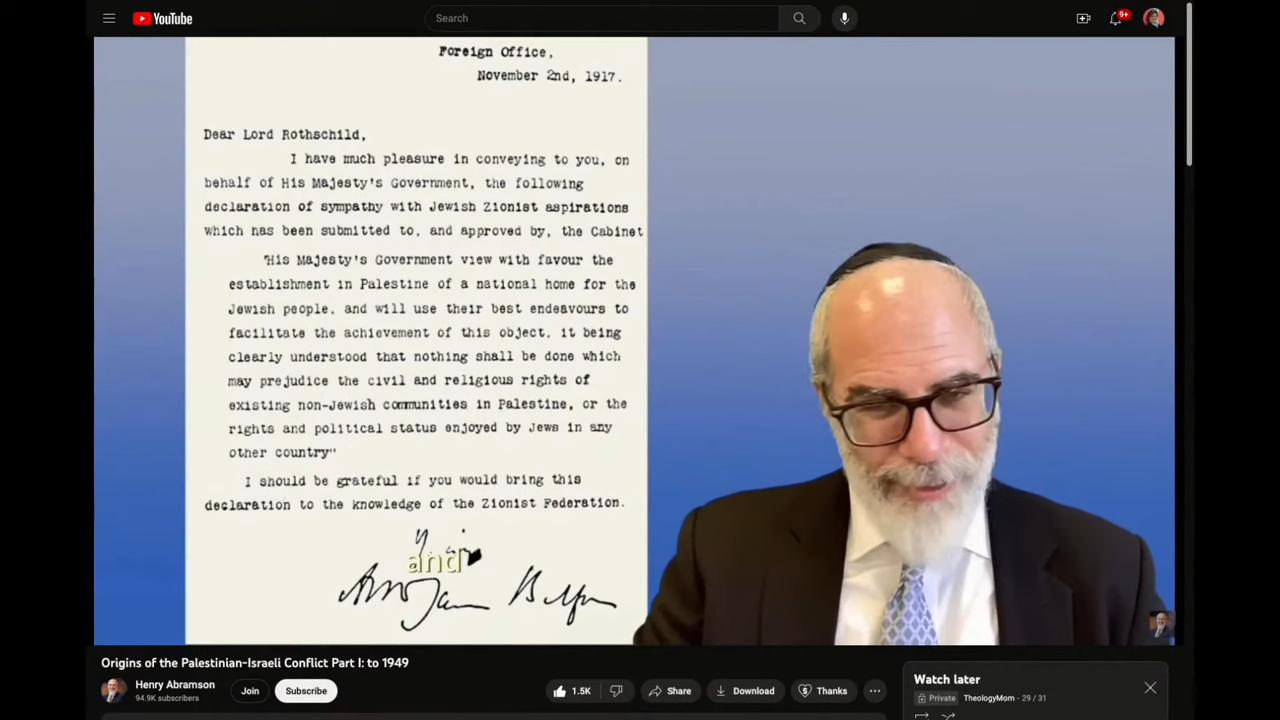 YouTube
Search
9+
Foreign Office,
November 2nd, 1917.
Dear Lord Rothschild,
I have much pleasure in conveying to you, on
behalf of His Majesty's Government, the following
declaration of sympathy with Jewish Zionist aspirations
which has been submitted to, and approved by, the Cabinet
"His Majesty's Government view with favour the
establishment in Palestine of a national home for the
Jewish people, and will use their best endeavours to
facilitate the achievement of this object, it being
clearly understood that nothing shall be done which
may prejudice the civil and religious rights of
existing non-Jewish communities in Palestine, or the
rights and political status enjoyed by Jews in any
other country"
I should be grateful if you would bring this
declaration to the knowledge of the Zionist Federation.
and
Origins of the Palestinian-Israeli Conflict Part I: to 1949
Henry Abramson
94.9K subscribers
Join
Subscribe
1.5K
Share
Download
Thanks
Watch later
Private
TheologyMom - 29 / 31